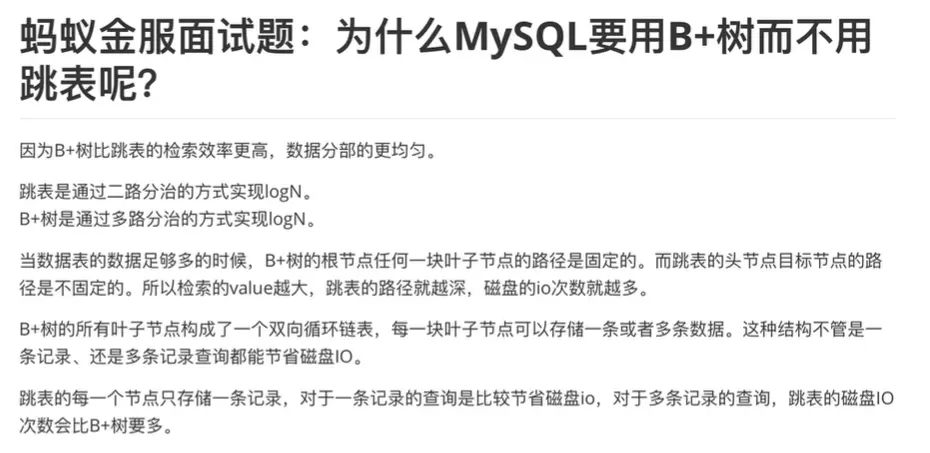 蚂蚁金服面试题：为什么MySQL要用B+树而不用
跳表呢？
因为B+树比跳表的检索效率更高，数据分部的更均匀。
跳表是通过二路分治的方式实现logN。
B+树是通过多路分治的方式实现logN。
当数据表的数据足够多的时候，B+树的根节点任何一块叶子节点的路径是固定的。而跳表的头节点目标节点的路
径是不固定的。所以检索的value越大，跳表的路径就越深，磁盘的io次数就越多。
B+树的所有叶子节点构成了一个双向循环链表，每一块叶子节点可以存储一条或者多条数据。这种结构不管是一
条记录、还是多条记录查询都能节省磁盘IO。
跳表的每一个节点只存储一条记录，对于一条记录的查询是比较节省磁盘io，对于多条记录的查询，跳表的磁盘IO
次数会比B+树要多。